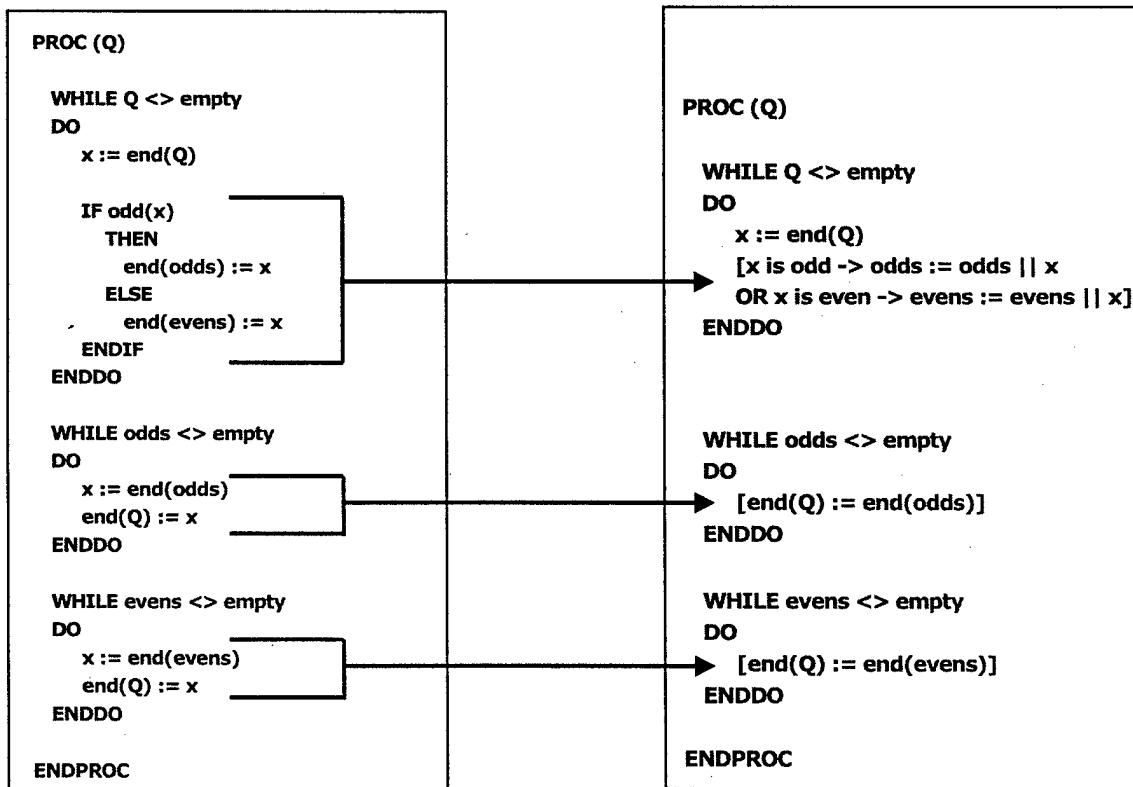 PROC (Q)
WHILE Q <> empty
DO
x := end(Q)
IF odd(x)
THEN
end(odds) := x
ELSE
end(evens) := x
ENDIF
ENDDO
WHILE odds <> empty
DO
x := end(odds)
end(Q) := x
ENDDO
WHILE evens <> empty
DO
x := end(evens)
end(Q) := x
ENDDO
ENDPROC
PROC (Q)
WHILE Q <> empty
DO
x := end(Q)
[x is odd -> odds := odds || x
OR x is even -> evens := evens || x]
ENDDO
WHILE odds <> empty
DO
[end(Q) := end(odds)]
ENDDO
WHILE evens <> empty
DO
[end(Q) := end(evens)]
ENDDO
ENDPROC